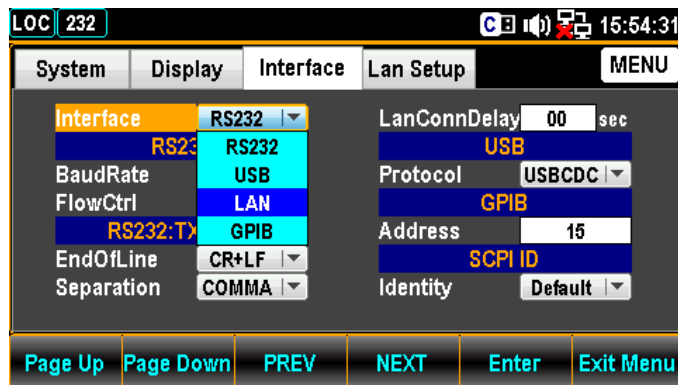 LOC 232 C 15:54:31
System Display Interface Lan Setup MENU
Interface RS232 LanConnDelay 00 sec
RS23 RS232 USB
BaudRate USB Protocol USBCDC
FlowCtrl LAN GPIB
RS232:TX GPIB Address 15
EndOfLine CR+LF SCPI ID
Separation COMMA Identity Default
Page Up Page Down PREV NEXT Enter Exit Menu